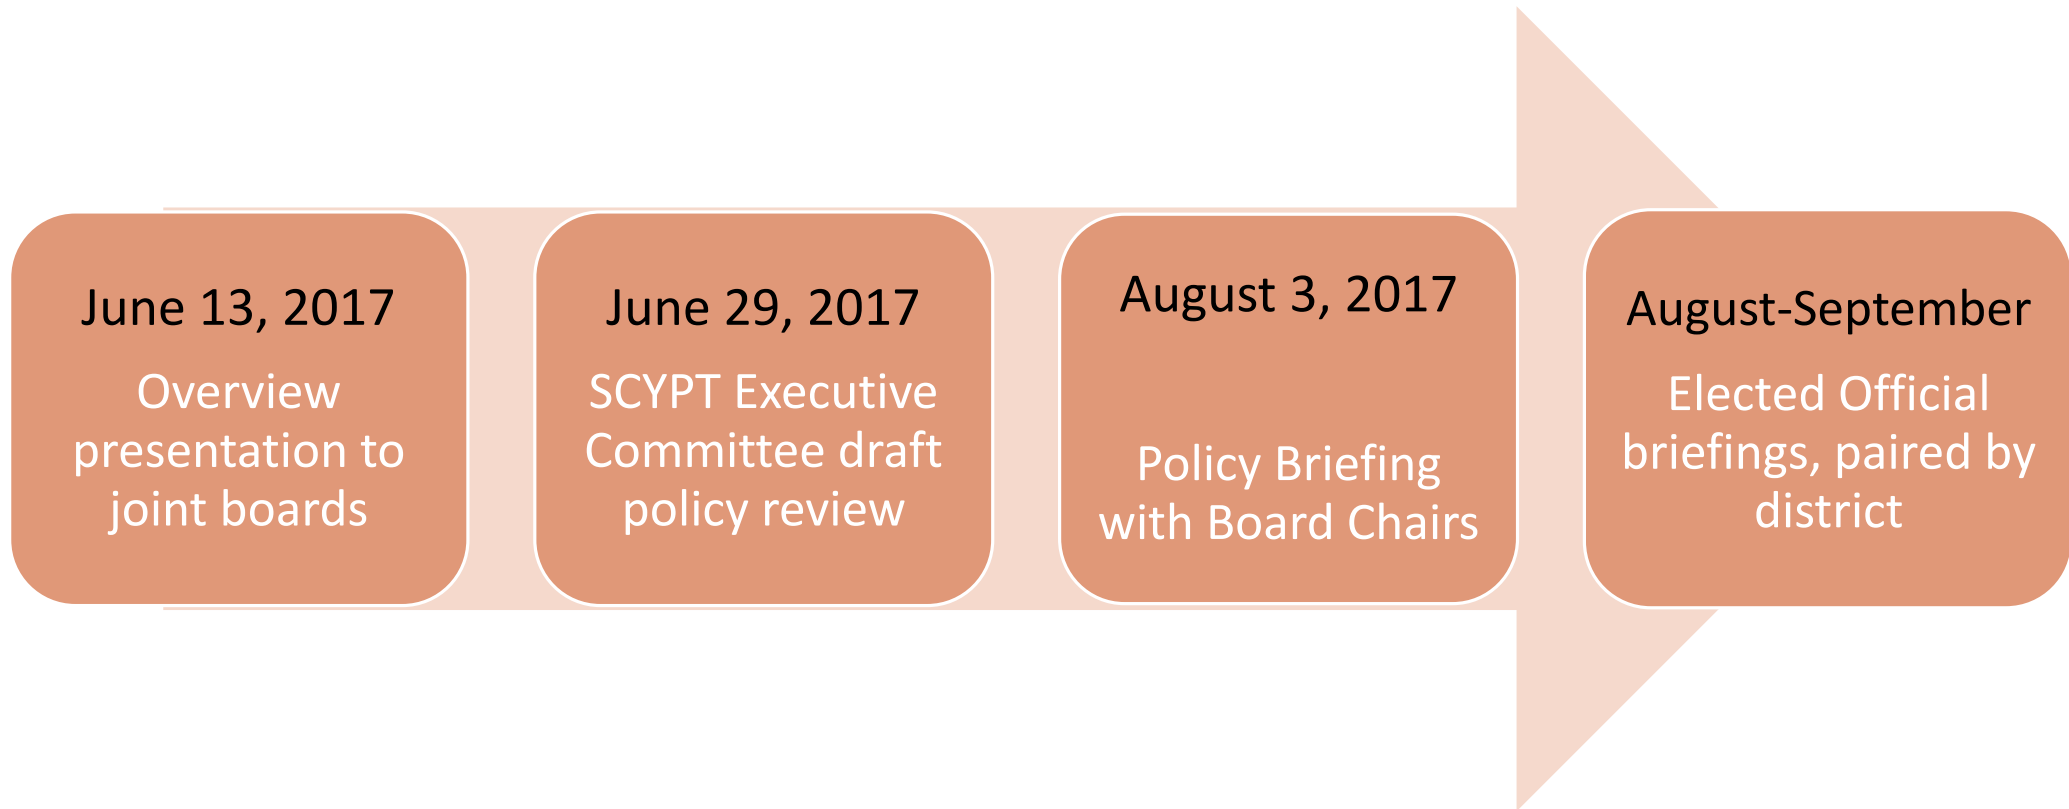 June 13, 2017
Overview
presentation to
joint boards
June 29, 2017
SCYPT Executive
Committee draft
policy review
August 3, 2017
Policy Briefing
with Board Chairs
August-September
Elected Official
briefings, paired by
district